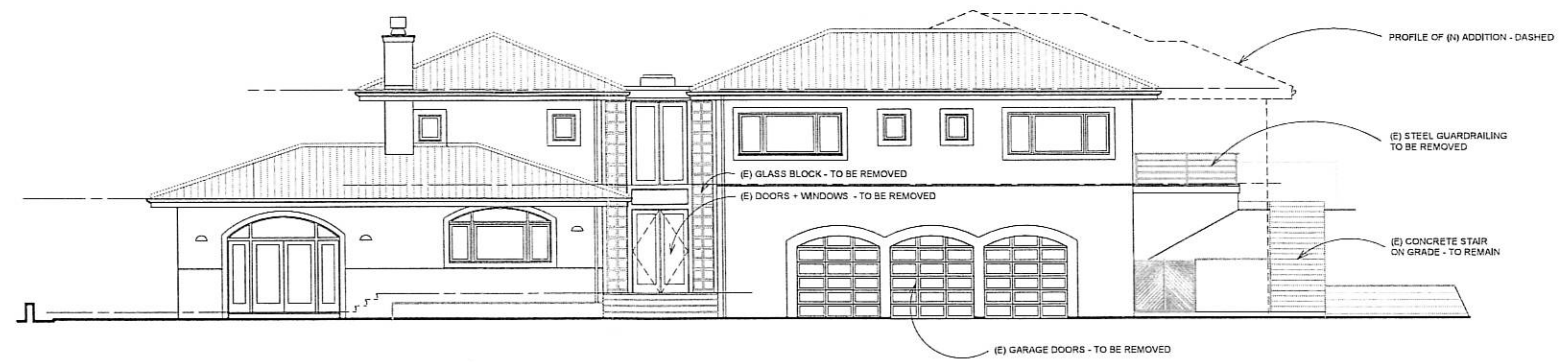 PROFILE OF (N) ADDITION - DASHED
(E) STEEL GUARDRAILING
TO BE REMOVED
(E) GLASS BLOCK - TO BE REMOVED
(E) DOORS + WINDOWS - TO BE REMOVED
(E) CONCRETE STAIR
ON GRADE - TO REMAIN
(E) GARAGE DOORS - TO BE REMOVED